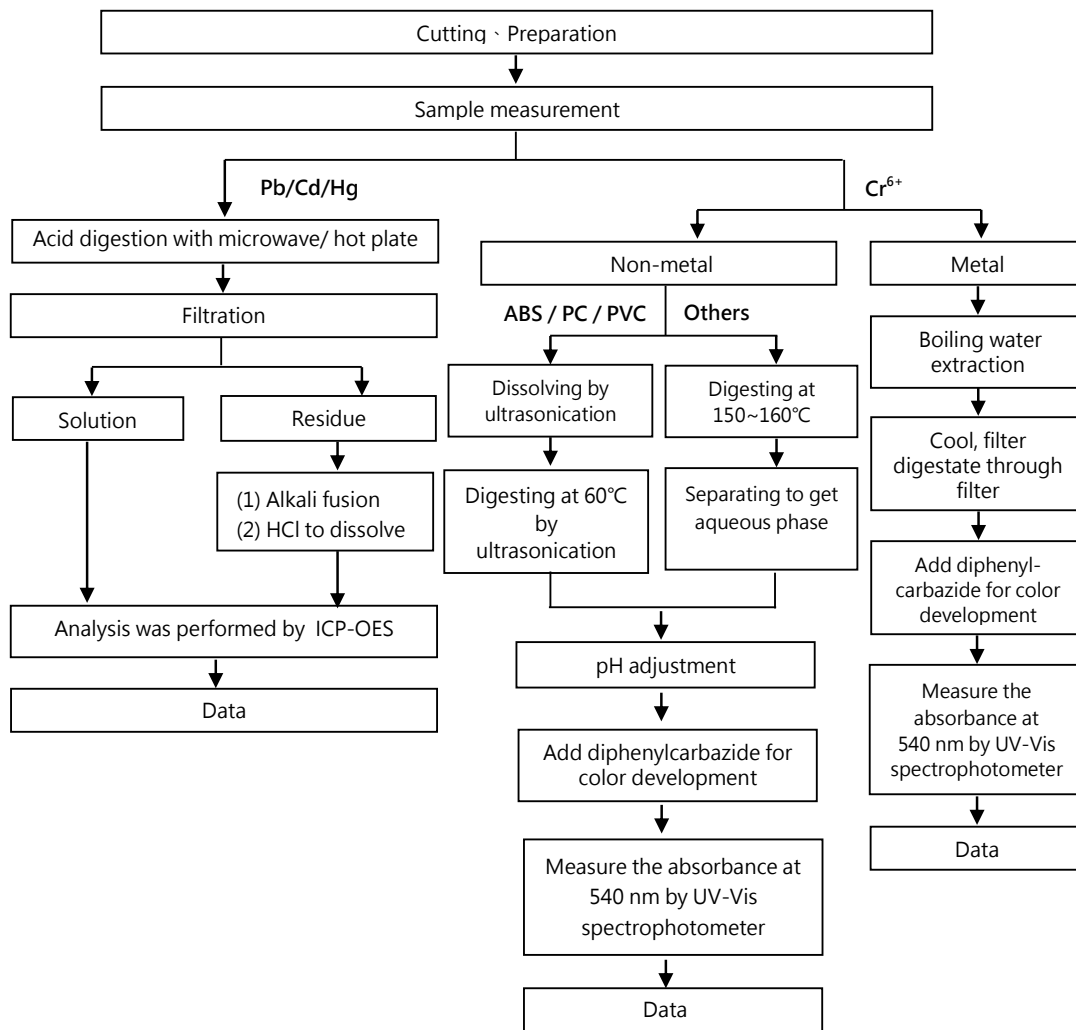 Cutting、Preparation
Sample measurement
Pb/Cd/Hg
Cr⁶⁺
Acid digestion with microwave/ hot plate
Filtration
Solution
Residue
(1) Alkali fusion
(2) HCl to dissolve
Analysis was performed by ICP-OES
Data
Non-metal
ABS / PC / PVC
Others
Dissolving by
ultrasonication
Digesting at 60℃
by
ultrasonication
Digesting at
150~160℃
Separating to get
aqueous phase
pH adjustment
Add diphenylcarbazide for
color development
Measure the absorbance at
540 nm by UV-Vis
spectrophotometer
Data
Metal
Boiling water
extraction
Cool, filter
digestate through
filter
Add diphenyl-
carbazide for color
development
Measure the
absorbance at
540 nm by UV-Vis
spectrophotometer
Data